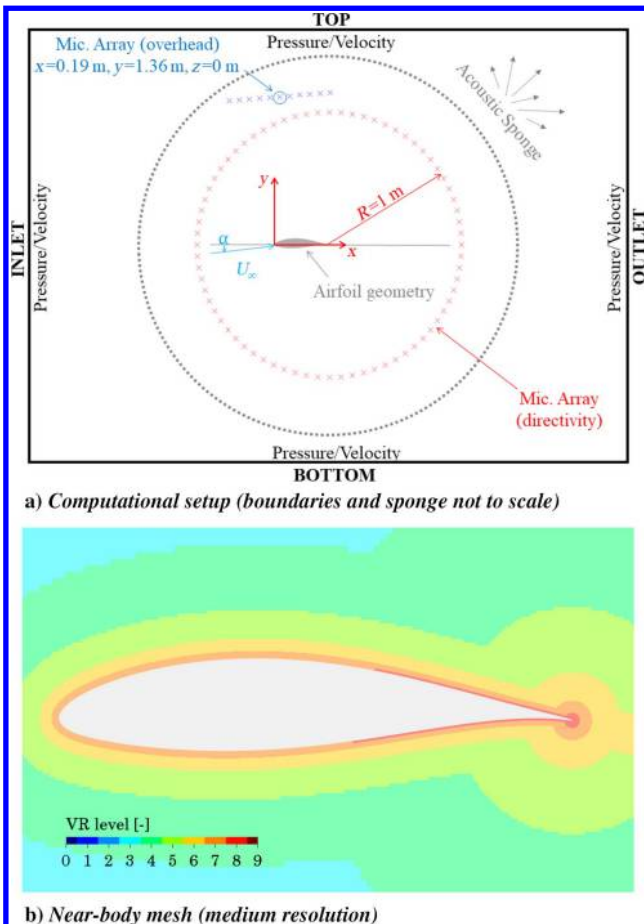 TOP
Mic. Array (overhead)
x=0.19 m, y=1.36 m, z=0 m
Pressure/Velocity
Acoustic Sponge
INLET
Pressure/Velocity
y
R=1 m
α
x
U∞
Airfoil geometry
Pressure/Velocity
OUTLET
Mic. Array
(directivity)
Pressure/Velocity
BOTTOM
a) Computational setup (boundaries and sponge not to scale)
VR level [-]
0 1 2 3 4 5 6 7 8 9
b) Near-body mesh (medium resolution)